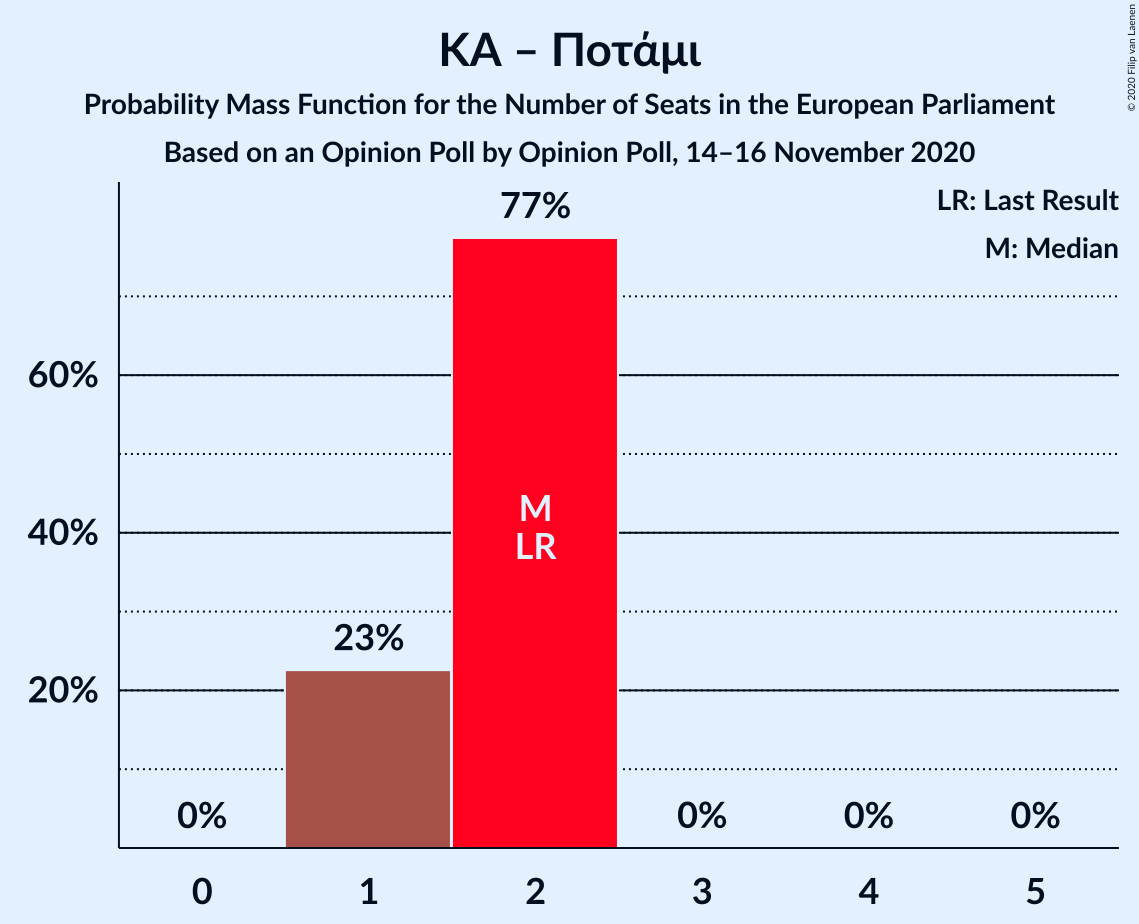 ΚΑ – Ποτάμι
Probability Mass Function for the Number of Seats in the European Parliament
Based on an Opinion Poll by Opinion Poll, 14–16 November 2020
© 2020 Filip van Laenen
LR: Last Result
M: Median
77%
60%
M
40%
LR
23%
20%
0%
0%
0%
0%
0
1
2
3
4
5